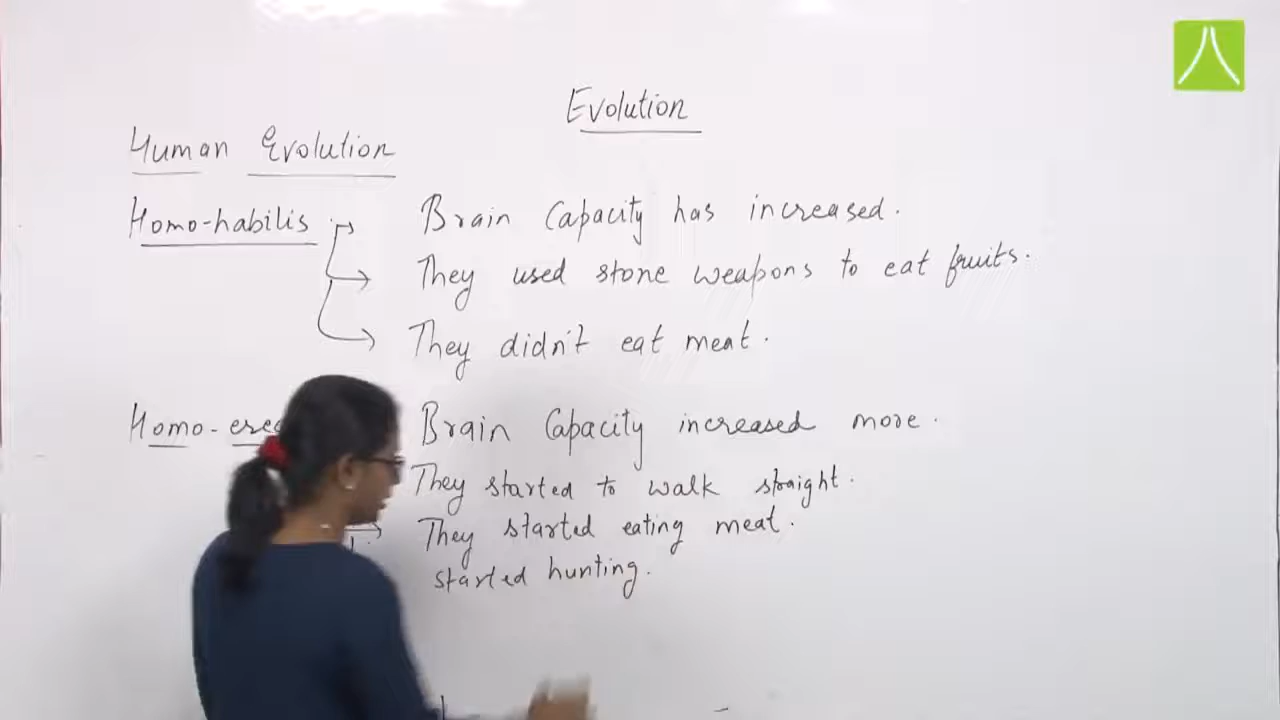 Evolution
Human Evolution
Homo-habilis Brain Capacity has increased.
They used stone weapons to eat fruits.
They didn't eat meat.
Homo-erec Brain Capacity increased more.
They started to walk straight.
They started eating meat.
started hunting.